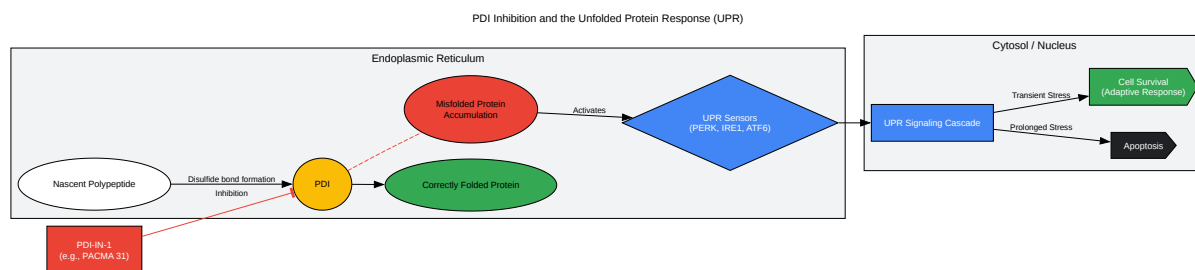 PDI Inhibition and the Unfolded Protein Response (UPR)
Endoplasmic Reticulum
Cytosol / Nucleus
Misfolded Protein
Accumulation
Activates
UPR Sensors
(PERK, IRE1, ATF6)
UPR Signaling Cascade
Transient Stress
Cell Survival
(Adaptive Response)
Prolonged Stress
Apoptosis
Nascent Polypeptide
Disulfide bond formation
Inhibition
PDI
Correctly Folded Protein
PDI-IN-1
(e.g., PACMA 31)